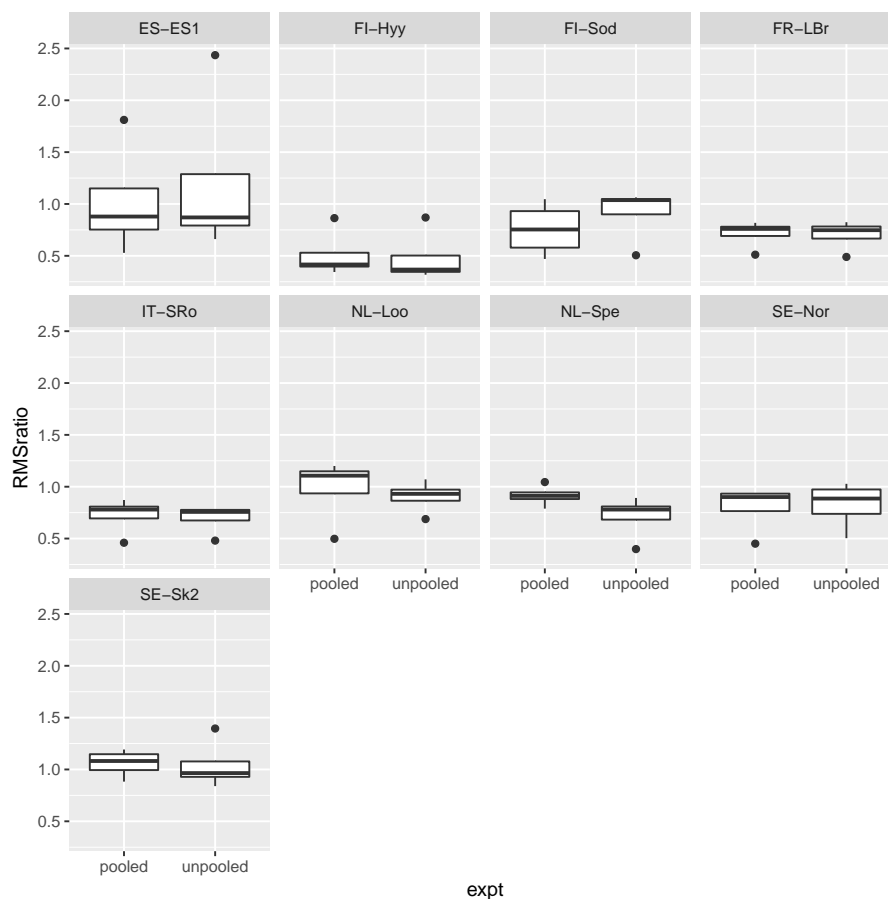 ES−ES1 FI−Hyy FI−Sod FR−LBr
2.5
2.0
1.5
1.0
0.5
IT−SRo NL−Loo NL−Spe SE−Nor
2.5
2.0
1.5
1.0
0.5
RMSratio
pooled unpooled pooled unpooled pooled unpooled
SE−Sk2
2.5
2.0
1.5
1.0
0.5
pooled unpooled
expt